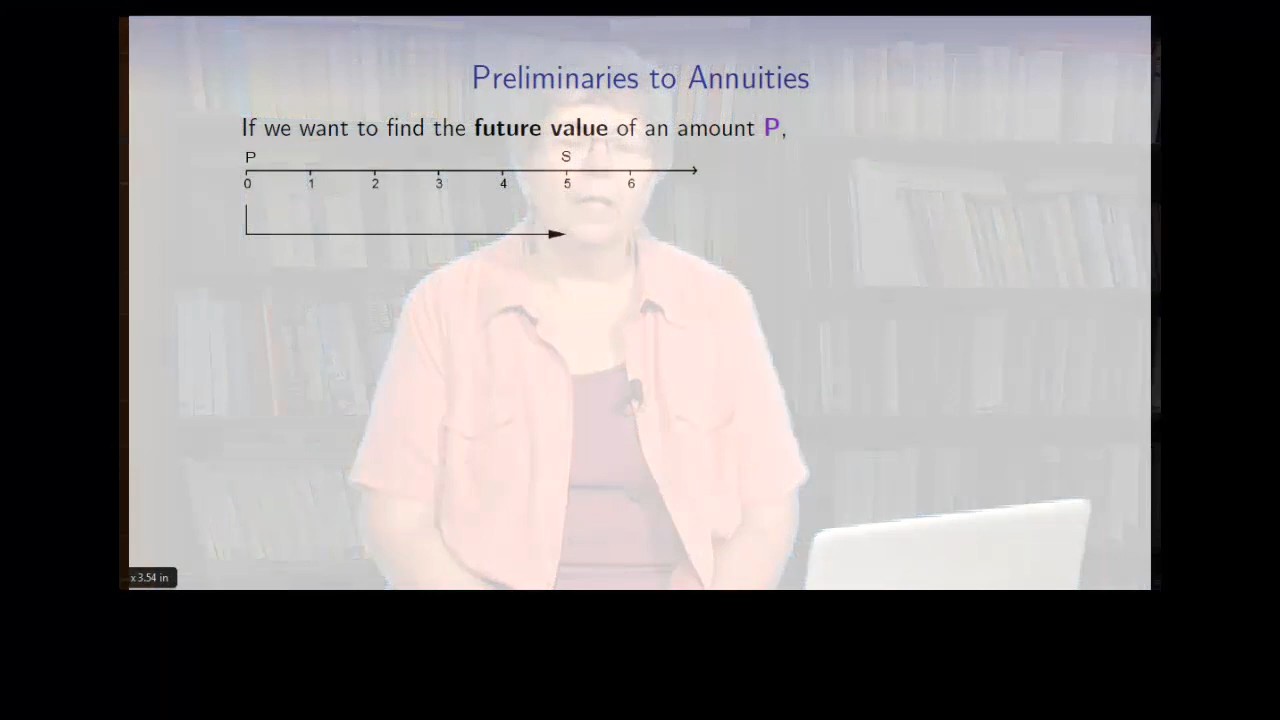 Preliminaries to Annuities
If we want to find the future value of an amount P,
P S
0 1 2 3 4 5 6
x 3.54 in